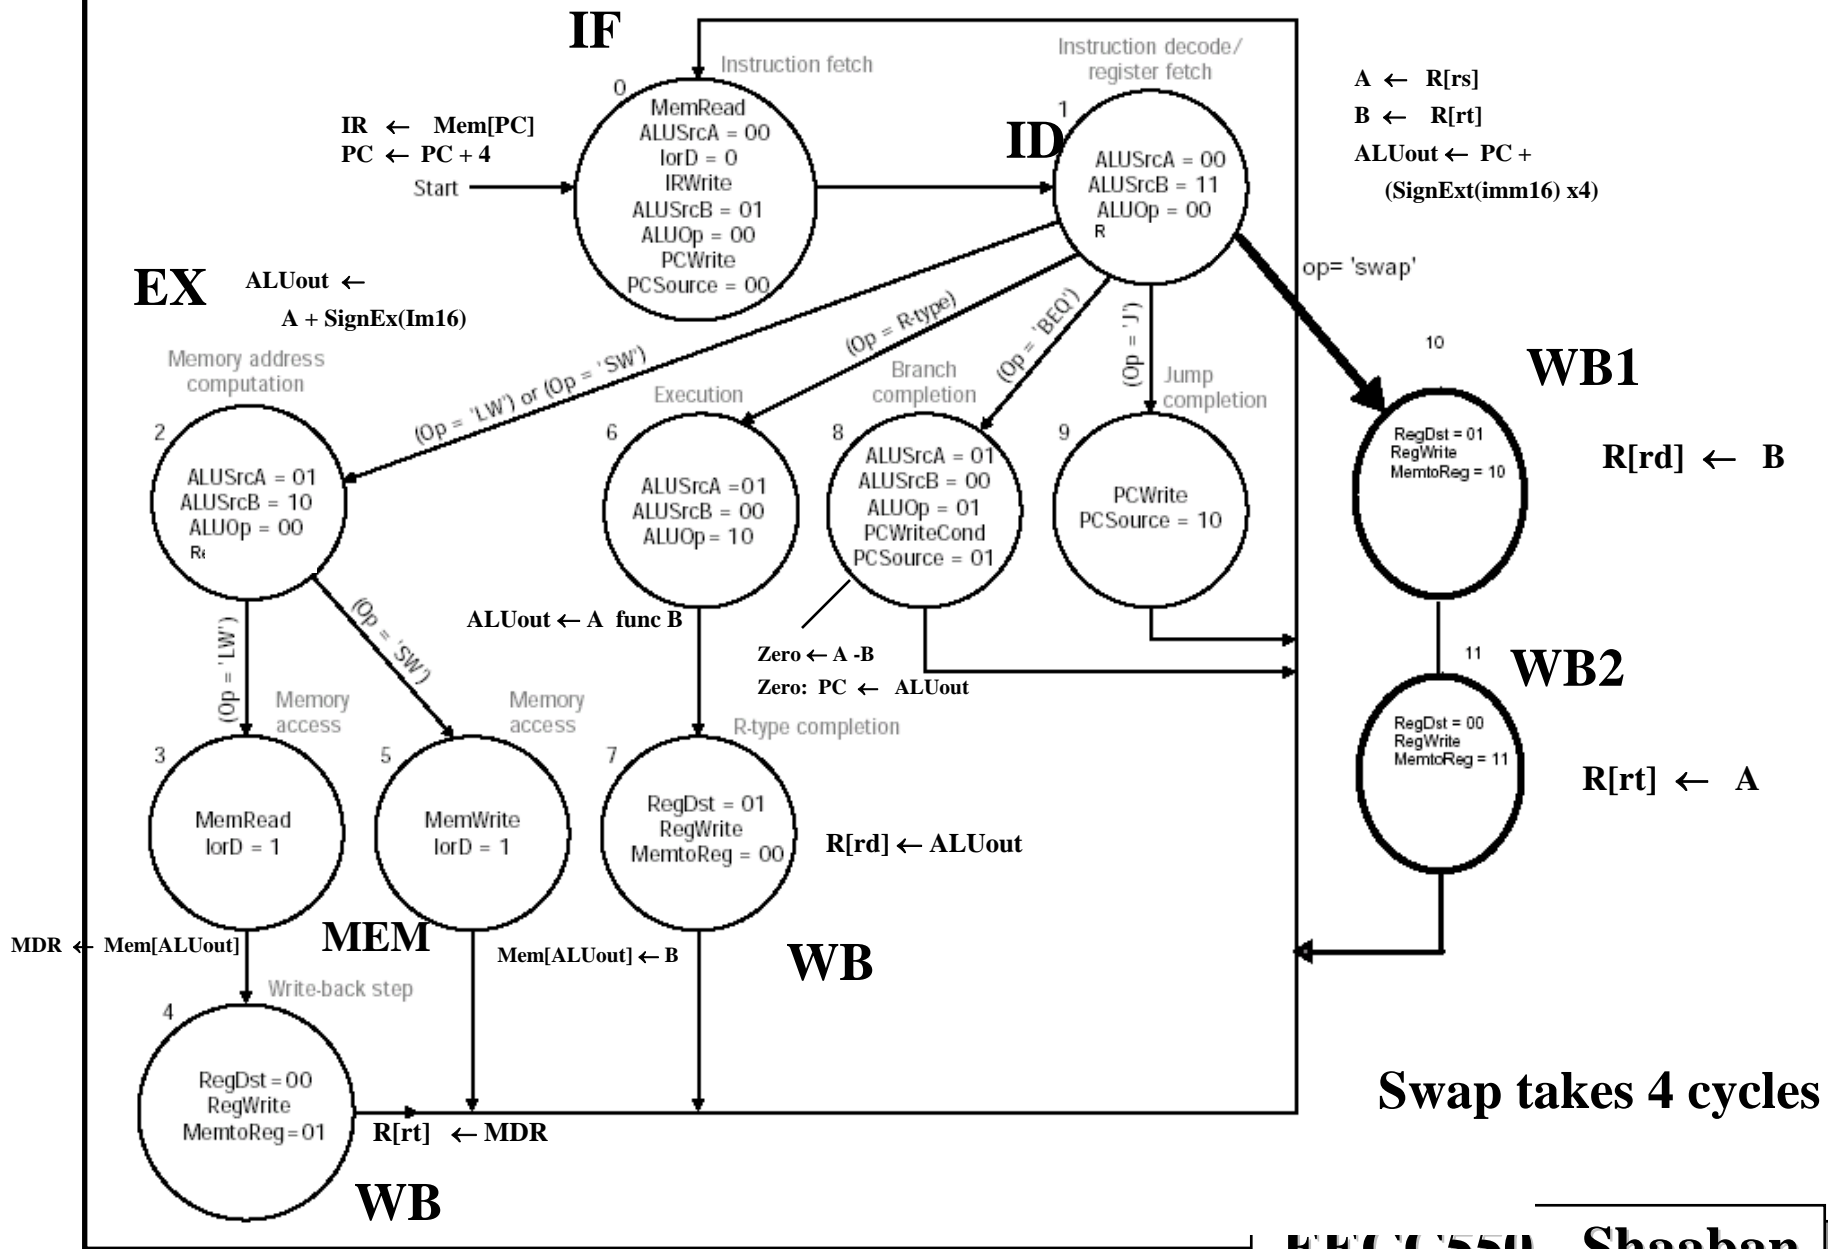 IF
Instruction fetch
0
MemRead
ALUSrcA = 00
IorD = 0
IRWrite
ALUSrcB = 01
ALUOp = 00
PCWrite
PCSource = 00
IR ← Mem[PC]
PC ← PC + 4
Start
Instruction decode/
register fetch
1
ID
ALUSrcA = 00
ALUSrcB = 11
ALUOp = 00
R
A ← R[rs]
B ← R[rt]
ALUout ← PC +
(SignExt(imm16) x4)
op= 'swap'
EX
ALUout ←
A + SignEx(Im16)
Memory address
computation
(Op = 'LW') or (Op = 'SW')
(Op = R-type)
(Op = 'BEQ')
(Op = 'J')
2
ALUSrcA = 01
ALUSrcB = 10
ALUOp = 00
Execution
6
ALUSrcA =01
ALUSrcB = 00
ALUOp = 10
ALUout ← A func B
Branch
completion
8
ALUSrcA = 01
ALUSrcB = 00
ALUOp = 01
PCWriteCond
PCSource = 01
Zero ← A -B
Zero: PC ← ALUout
Jump
completion
9
PCWrite
PCSource = 10
10
WB1
RegDst = 01
RegWrite
MemtoReg = 10
R[rd] ← B
11
WB2
RegDst = 00
RegWrite
MemtoReg = 11
R[rt] ← A
(Op = 'LW')
(Op = 'SW')
Memory
access
3
MemRead
IorD = 1
MDR ← Mem[ALUout]
Memory
access
5
MemWrite
IorD = 1
MEM
Mem[ALUout] ← B
R-type completion
7
RegDst = 01
RegWrite
MemtoReg = 00
R[rd] ← ALUout
WB
Write-back step
4
RegDst = 00
RegWrite
MemtoReg = 01
R[rt] ← MDR
WB
Swap takes 4 cycles
EECC550 Shaaban